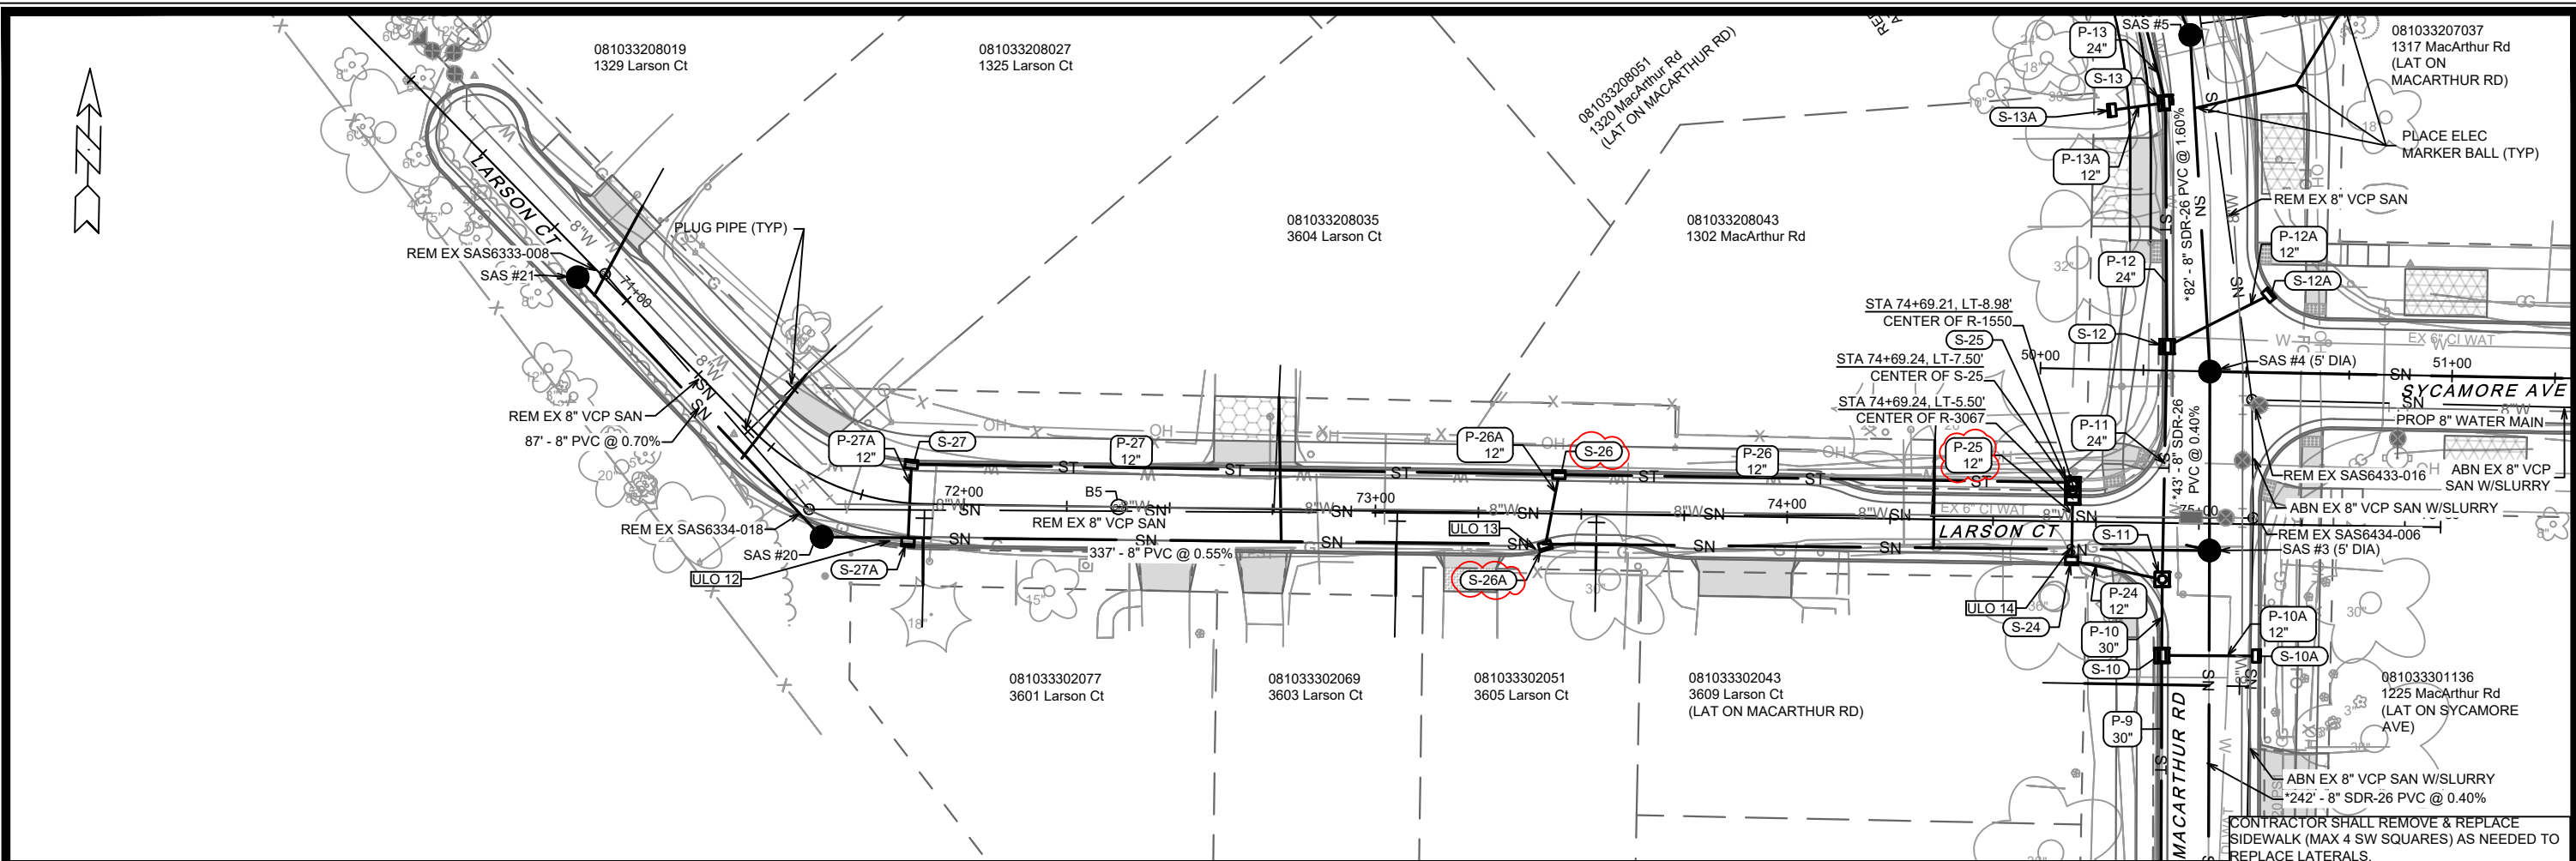 081033208019
1329 Larson Ct
081033208027
1325 Larson Ct
081033208051
1320 MacArthur Rd
(LAT ON MACARTHUR RD)
P-13
24"
SAS #5
081033207037
1317 MacArthur Rd
(LAT ON
MACARTHUR RD)
S-13
S-13A
PLACE ELEC
MARKER BALL (TYP)
P-13A
12"
*82' - 8" SDR-26 PVC @ 1.60%
REM EX 8" VCP SAN
LARSON CT
PLUG PIPE (TYP)
081033208035
3604 Larson Ct
081033208043
1302 MacArthur Rd
P-12A
12"
S-12A
REM EX SAS6333-008
SAS #21
71+00
P-12
24"
32"
STA 74+69.21, LT-8.98'
CENTER OF R-1550
S-25
S-12
STA 74+69.24, LT-7.50'
CENTER OF S-25
50+00
SAS #4 (5' DIA)
51+00
EX 6" CI WAT
STA 74+69.24, LT-5.50'
CENTER OF R-3067
SYCAMORE AVE
REM EX 8" VCP SAN
87' - 8" PVC @ 0.70%
P-27A
12"
S-27
P-27
12"
P-26A
12"
S-26
P-26
12"
P-25
12"
P-11
24"
*43' - 8" SDR-26
PVC @ 0.40%
PROP 8" WATER MAIN
REM EX SAS6433-016
ABN EX 8" VCP
SAN W/SLURRY
ABN EX 8" VCP SAN W/SLURRY
72+00
B5
73+00
74+00
75+00
EX 6" CI WAT
REM EX 8" VCP SAN
REM EX SAS6334-018
SAS #20
ULO 13
LARSON CT
S-11
REM EX SAS6434-006
SAS #3 (5' DIA)
337' - 8" PVC @ 0.55%
ULO 12
S-27A
S-26A
ULO 14
S-24
P-24
12"
P-10
30"
P-10A
12"
S-10
S-10A
15"
18"
30"
36"
30"
081033302077
3601 Larson Ct
081033302069
3603 Larson Ct
081033302051
3605 Larson Ct
081033302043
3609 Larson Ct
(LAT ON MACARTHUR RD)
081033301136
1225 MacArthur Rd
(LAT ON SYCAMORE
AVE)
P-9
30"
MACARTHUR RD
ABN EX 8" VCP SAN W/SLURRY
*242' - 8" SDR-26 PVC @ 0.40%
CONTRACTOR SHALL REMOVE & REPLACE
SIDEWALK (MAX 4 SW SQUARES) AS NEEDED TO
REPLACE LATERALS.